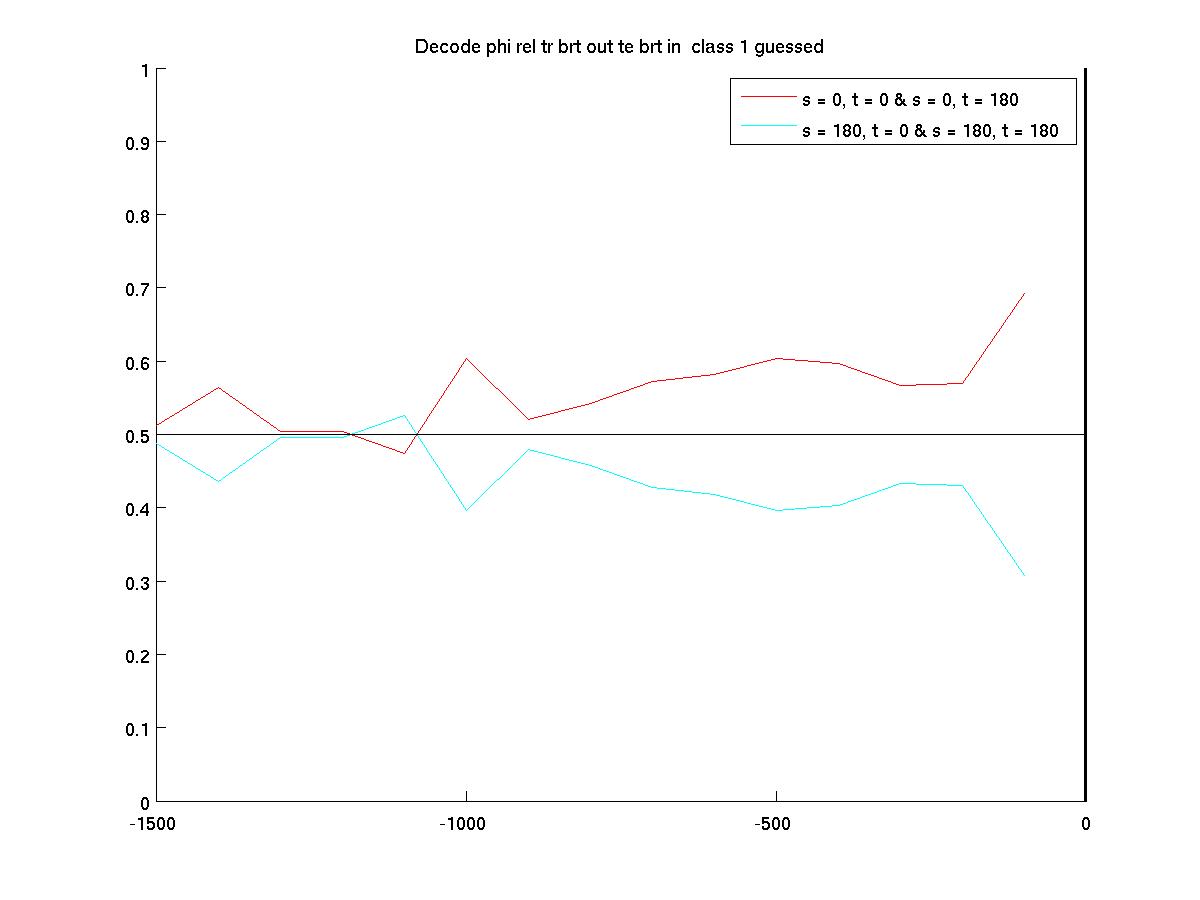 Decode phi rel tr brt out te brt in  class 1 guessed
s = 0, t = 0 & s = 0, t = 180
s = 180, t = 0 & s = 180, t = 180
1
0.9
0.8
0.7
0.6
0.5
0.4
0.3
0.2
0.1
0
-1500 -1000 -500 0